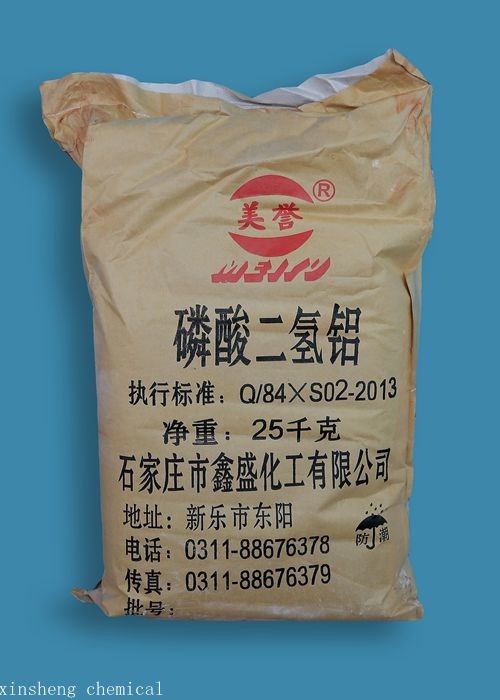 美誉®
MEIYU
磷酸二氢铝
执行标准：Q/84×S02-2013
净重：25千克
石家庄市鑫盛化工有限公司
地址：新乐市东阳
电话：0311-88676378
传真：0311-88676379
批号：
防潮
xinsheng chemical